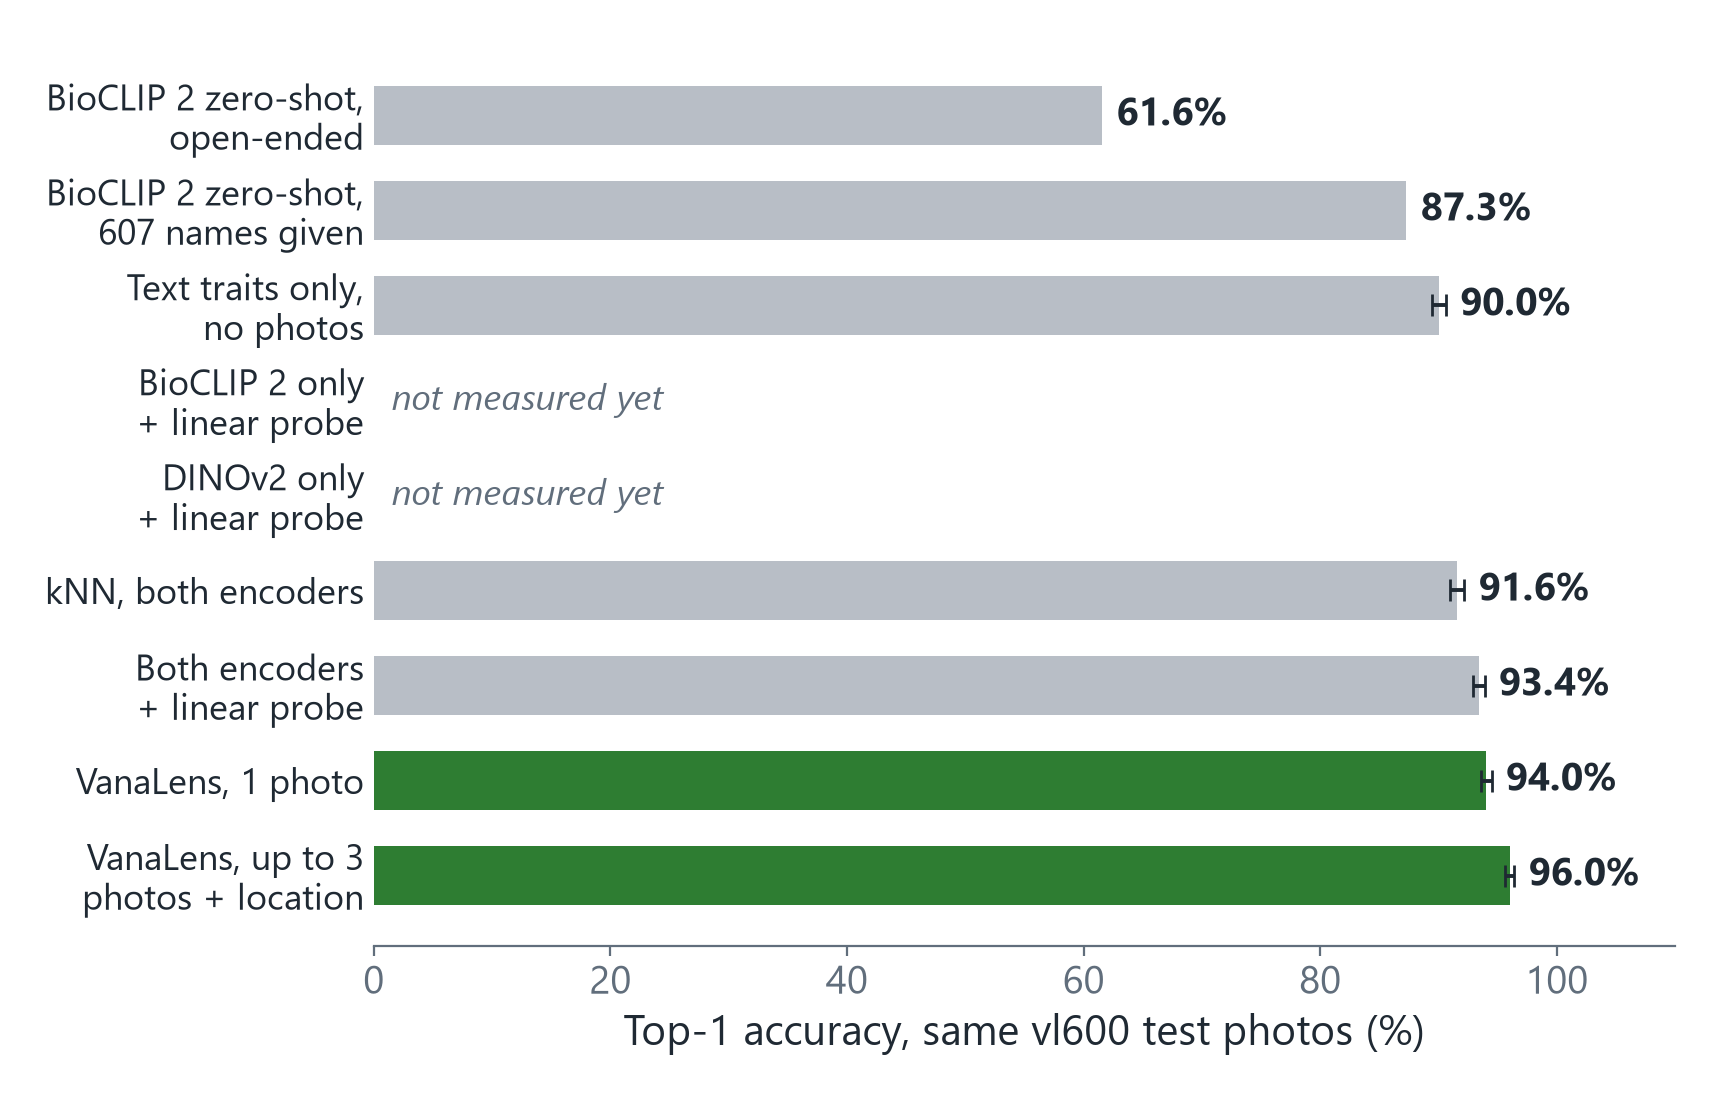 BioCLIP 2 zero-shot,
open-ended
61.6%
BioCLIP 2 zero-shot,
607 names given
87.3%
Text traits only,
no photos
90.0%
BioCLIP 2 only
+ linear probe
not measured yet
DINOv2 only
+ linear probe
not measured yet
kNN, both encoders
91.6%
Both encoders
+ linear probe
93.4%
VanaLens, 1 photo
94.0%
VanaLens, up to 3
photos + location
96.0%
0 20 40 60 80 100
Top-1 accuracy, same vl600 test photos (%)